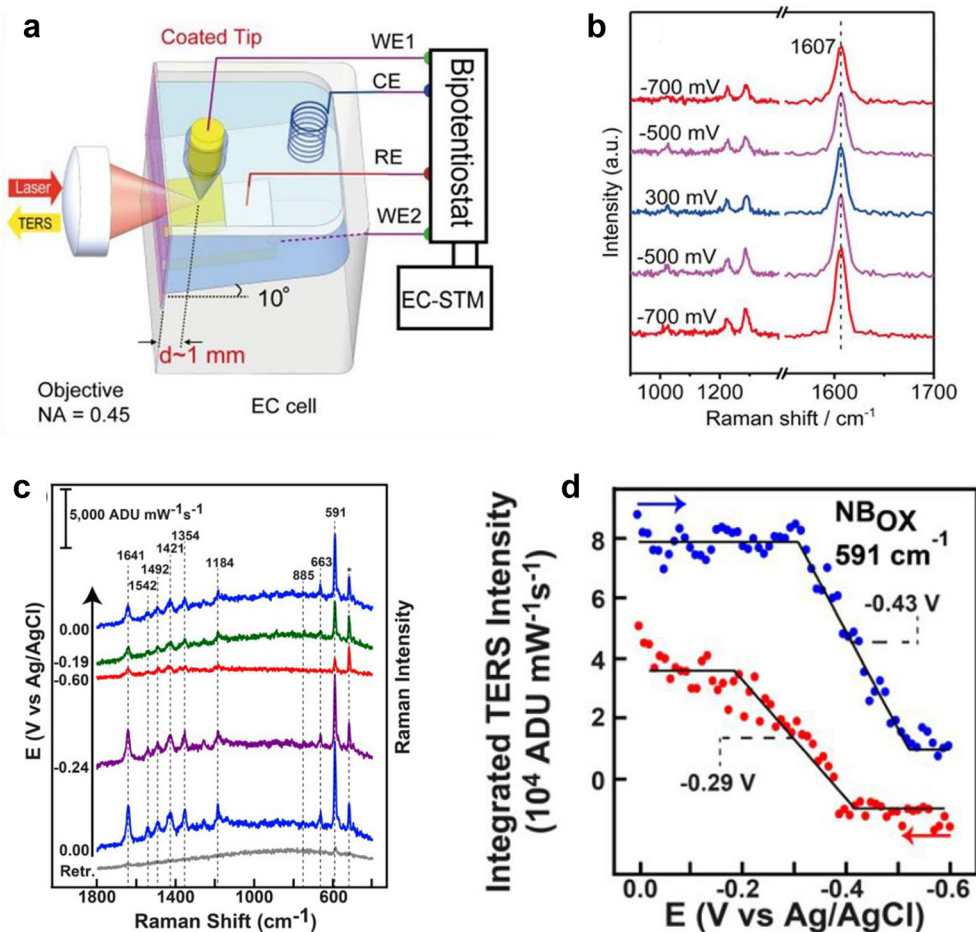 a
Coated Tip
WE1
CE
RE
WE2
Bipotentiostat
EC-STM
Laser
TERS
10°
d~1 mm
Objective
NA = 0.45
EC cell
b
1607
-700 mV
-500 mV
300 mV
-500 mV
-700 mV
Intensity (a.u.)
1000 1200 1600 1700
Raman shift / cm⁻¹
c
5,000 ADU mW⁻¹s⁻¹
591
1641 1421 1354
1492
1542
1184
885
663
*
0.00
-0.19
-0.60
-0.24
0.00
Retr.
E (V vs Ag/AgCl)
Raman Intensity
1800 1400 1000 600
Raman Shift (cm⁻¹)
d
NBOX
591 cm⁻¹
-0.43 V
-0.29 V
8
6
4
2
0
Integrated TERS Intensity
(10⁴ ADU mW⁻¹s⁻¹)
0.0 -0.2 -0.4 -0.6
E (V vs Ag/AgCl)